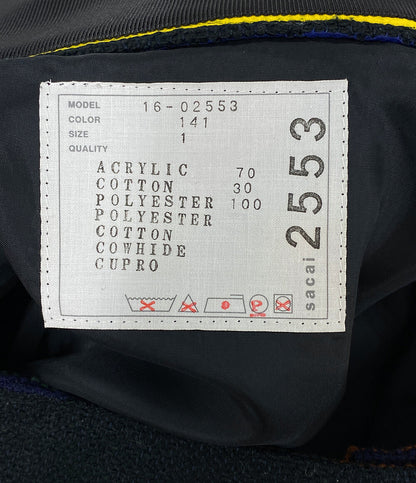 MODEL 16-02553
COLOR 141
SIZE 1
QUALITY
ACRYLIC 70
COTTON 30
POLYESTER 100
POLYESTER
COTTON
COWHIDE
CUPRO
P
sacai 2553